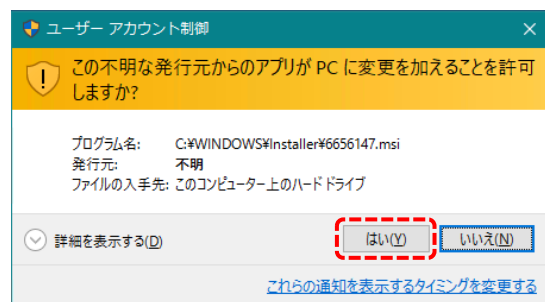 ユーザー アカウント制御
この不明な発行元からのアプリが PC に変更を加えることを許可
しますか?
プログラム名: C:¥WINDOWS¥Installer¥6656147.msi
発行元: 不明
ファイルの入手先: このコンピューター上のハード ドライブ
詳細を表示する(D) はい(Y) いいえ(N)
これらの通知を表示するタイミングを変更する